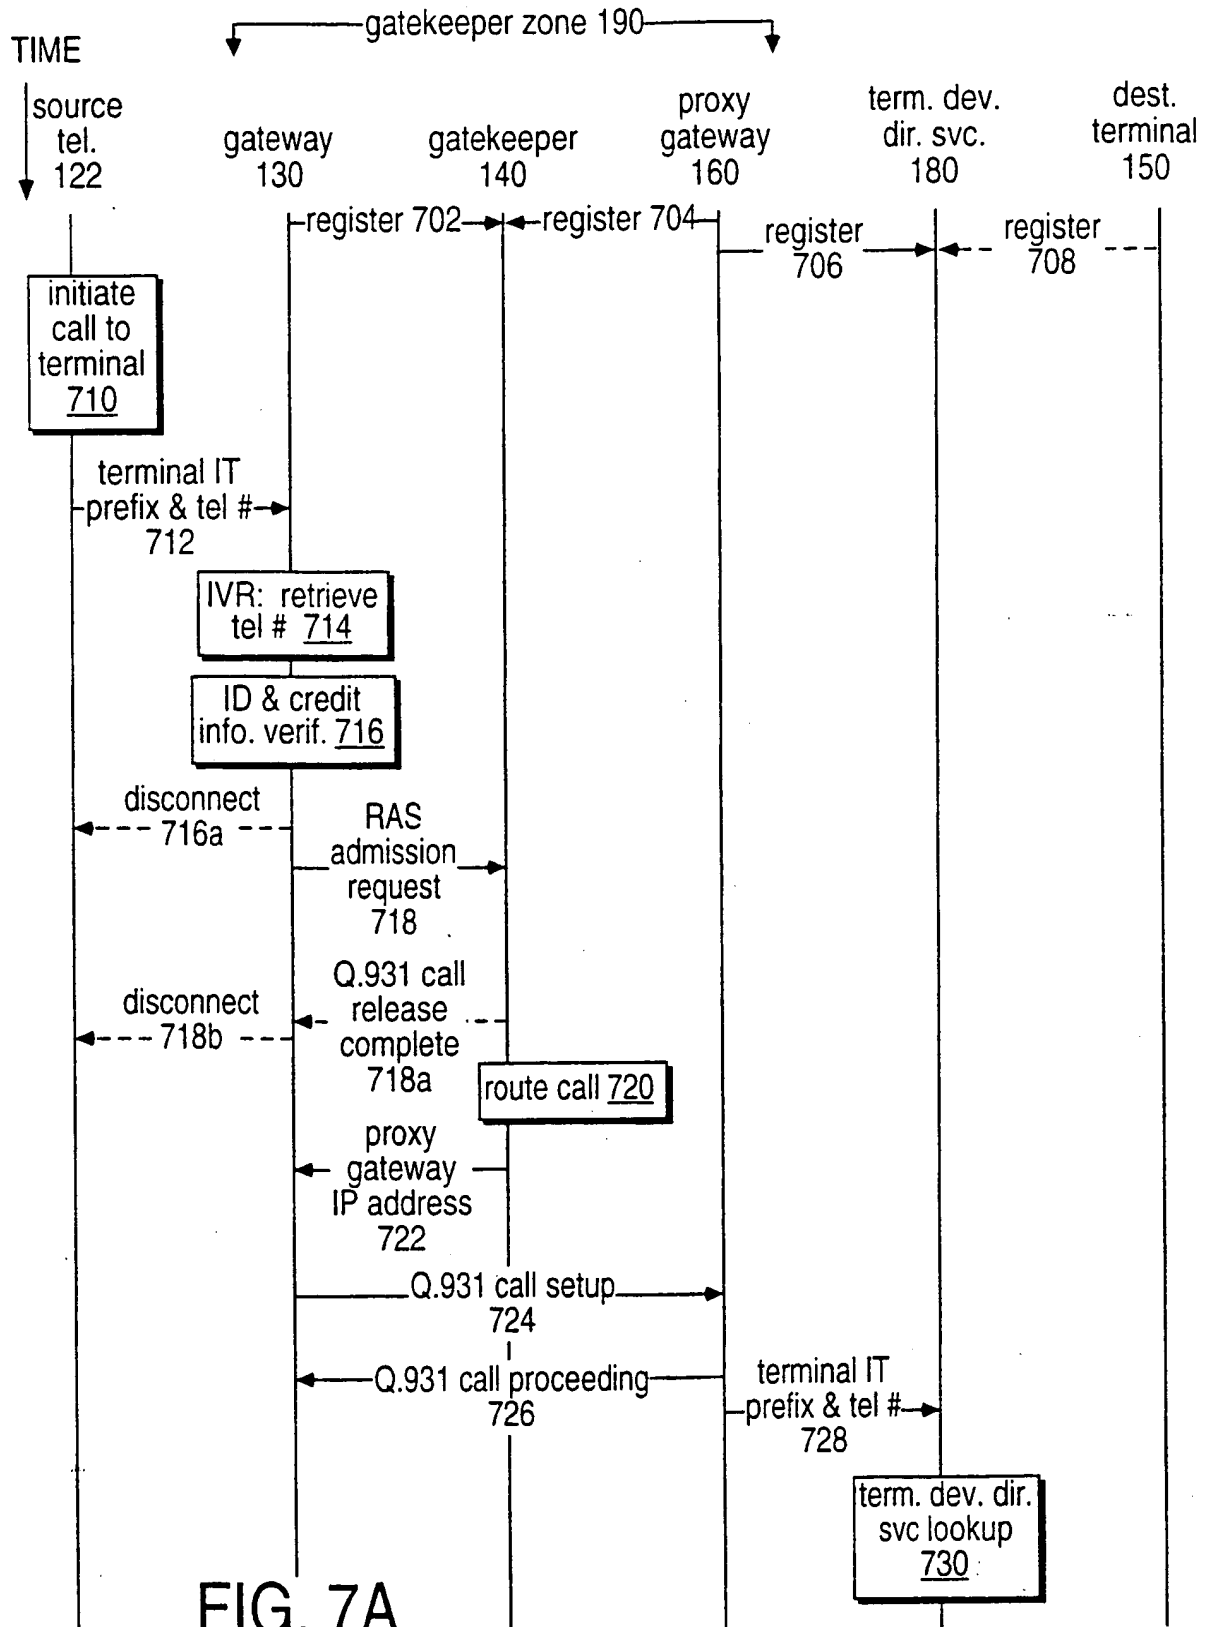 gatekeeper zone 190
TIME
source
tel.
122
gateway
130
gatekeeper
140
proxy
gateway
160
term. dev.
dir. svc.
180
dest.
terminal
150
register 702
register 704
register
706
register
708
initiate
call to
terminal
710
terminal IT
prefix & tel #
712
IVR: retrieve
tel # 714
ID & credit
info. verif. 716
disconnect
716a
RAS
admission
request
718
Q.931 call
release
complete
718a
disconnect
718b
route call 720
proxy
gateway
IP address
722
Q.931 call setup
724
Q.931 call proceeding
726
terminal IT
prefix & tel #
728
term. dev. dir.
svc lookup
730
FIG. 7A